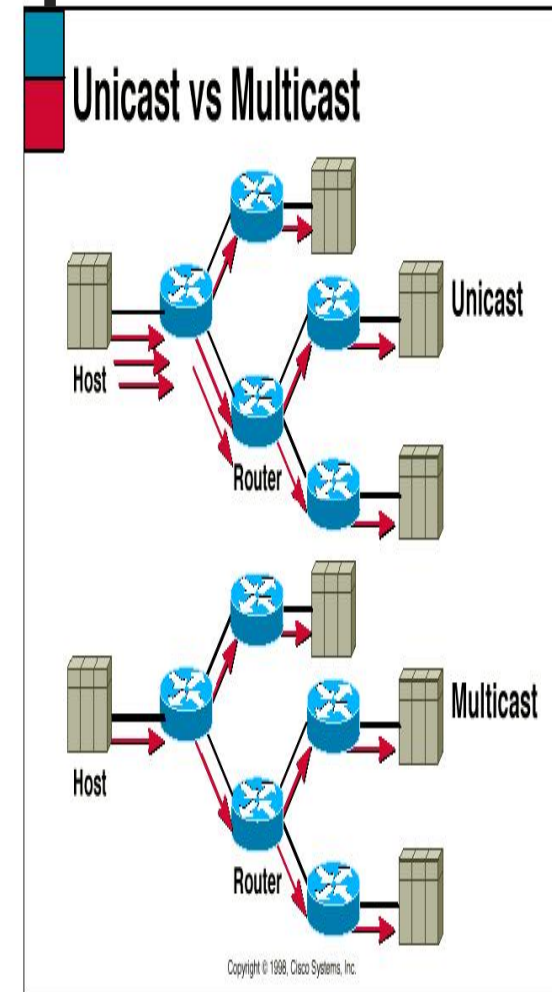 Unicast vs Multicast
Unicast
Host
Router
Multicast
Host
Router
Copyright © 1998, Cisco Systems, Inc.